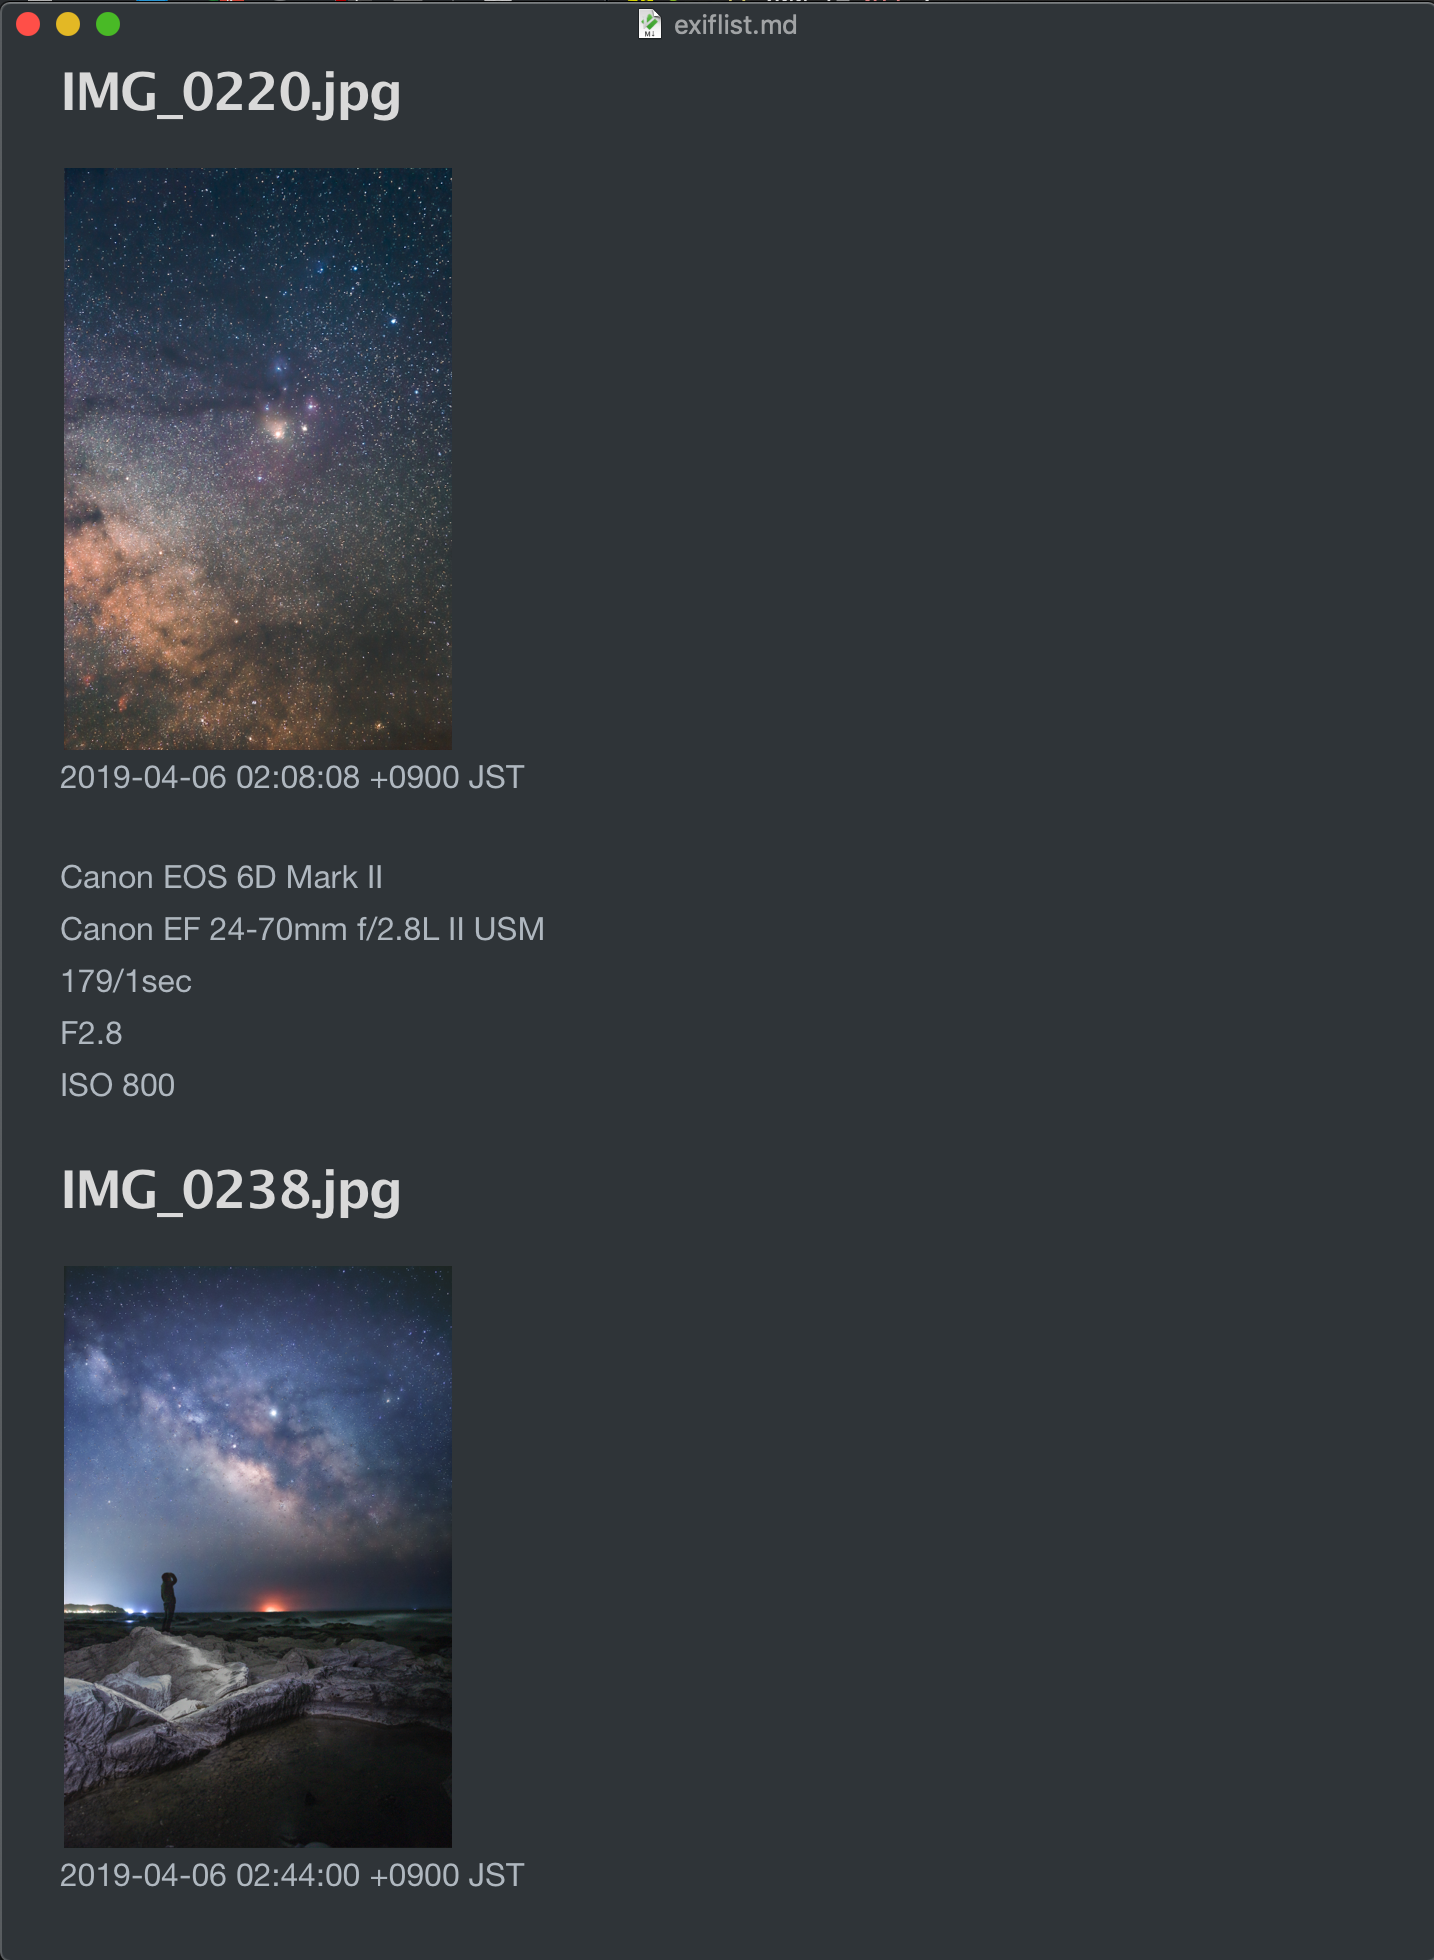 exiflist.md
IMG_0220.jpg
2019-04-06 02:08:08 +0900 JST
Canon EOS 6D Mark II
Canon EF 24-70mm f/2.8L II USM
179/1sec
F2.8
ISO 800
IMG_0238.jpg
2019-04-06 02:44:00 +0900 JST